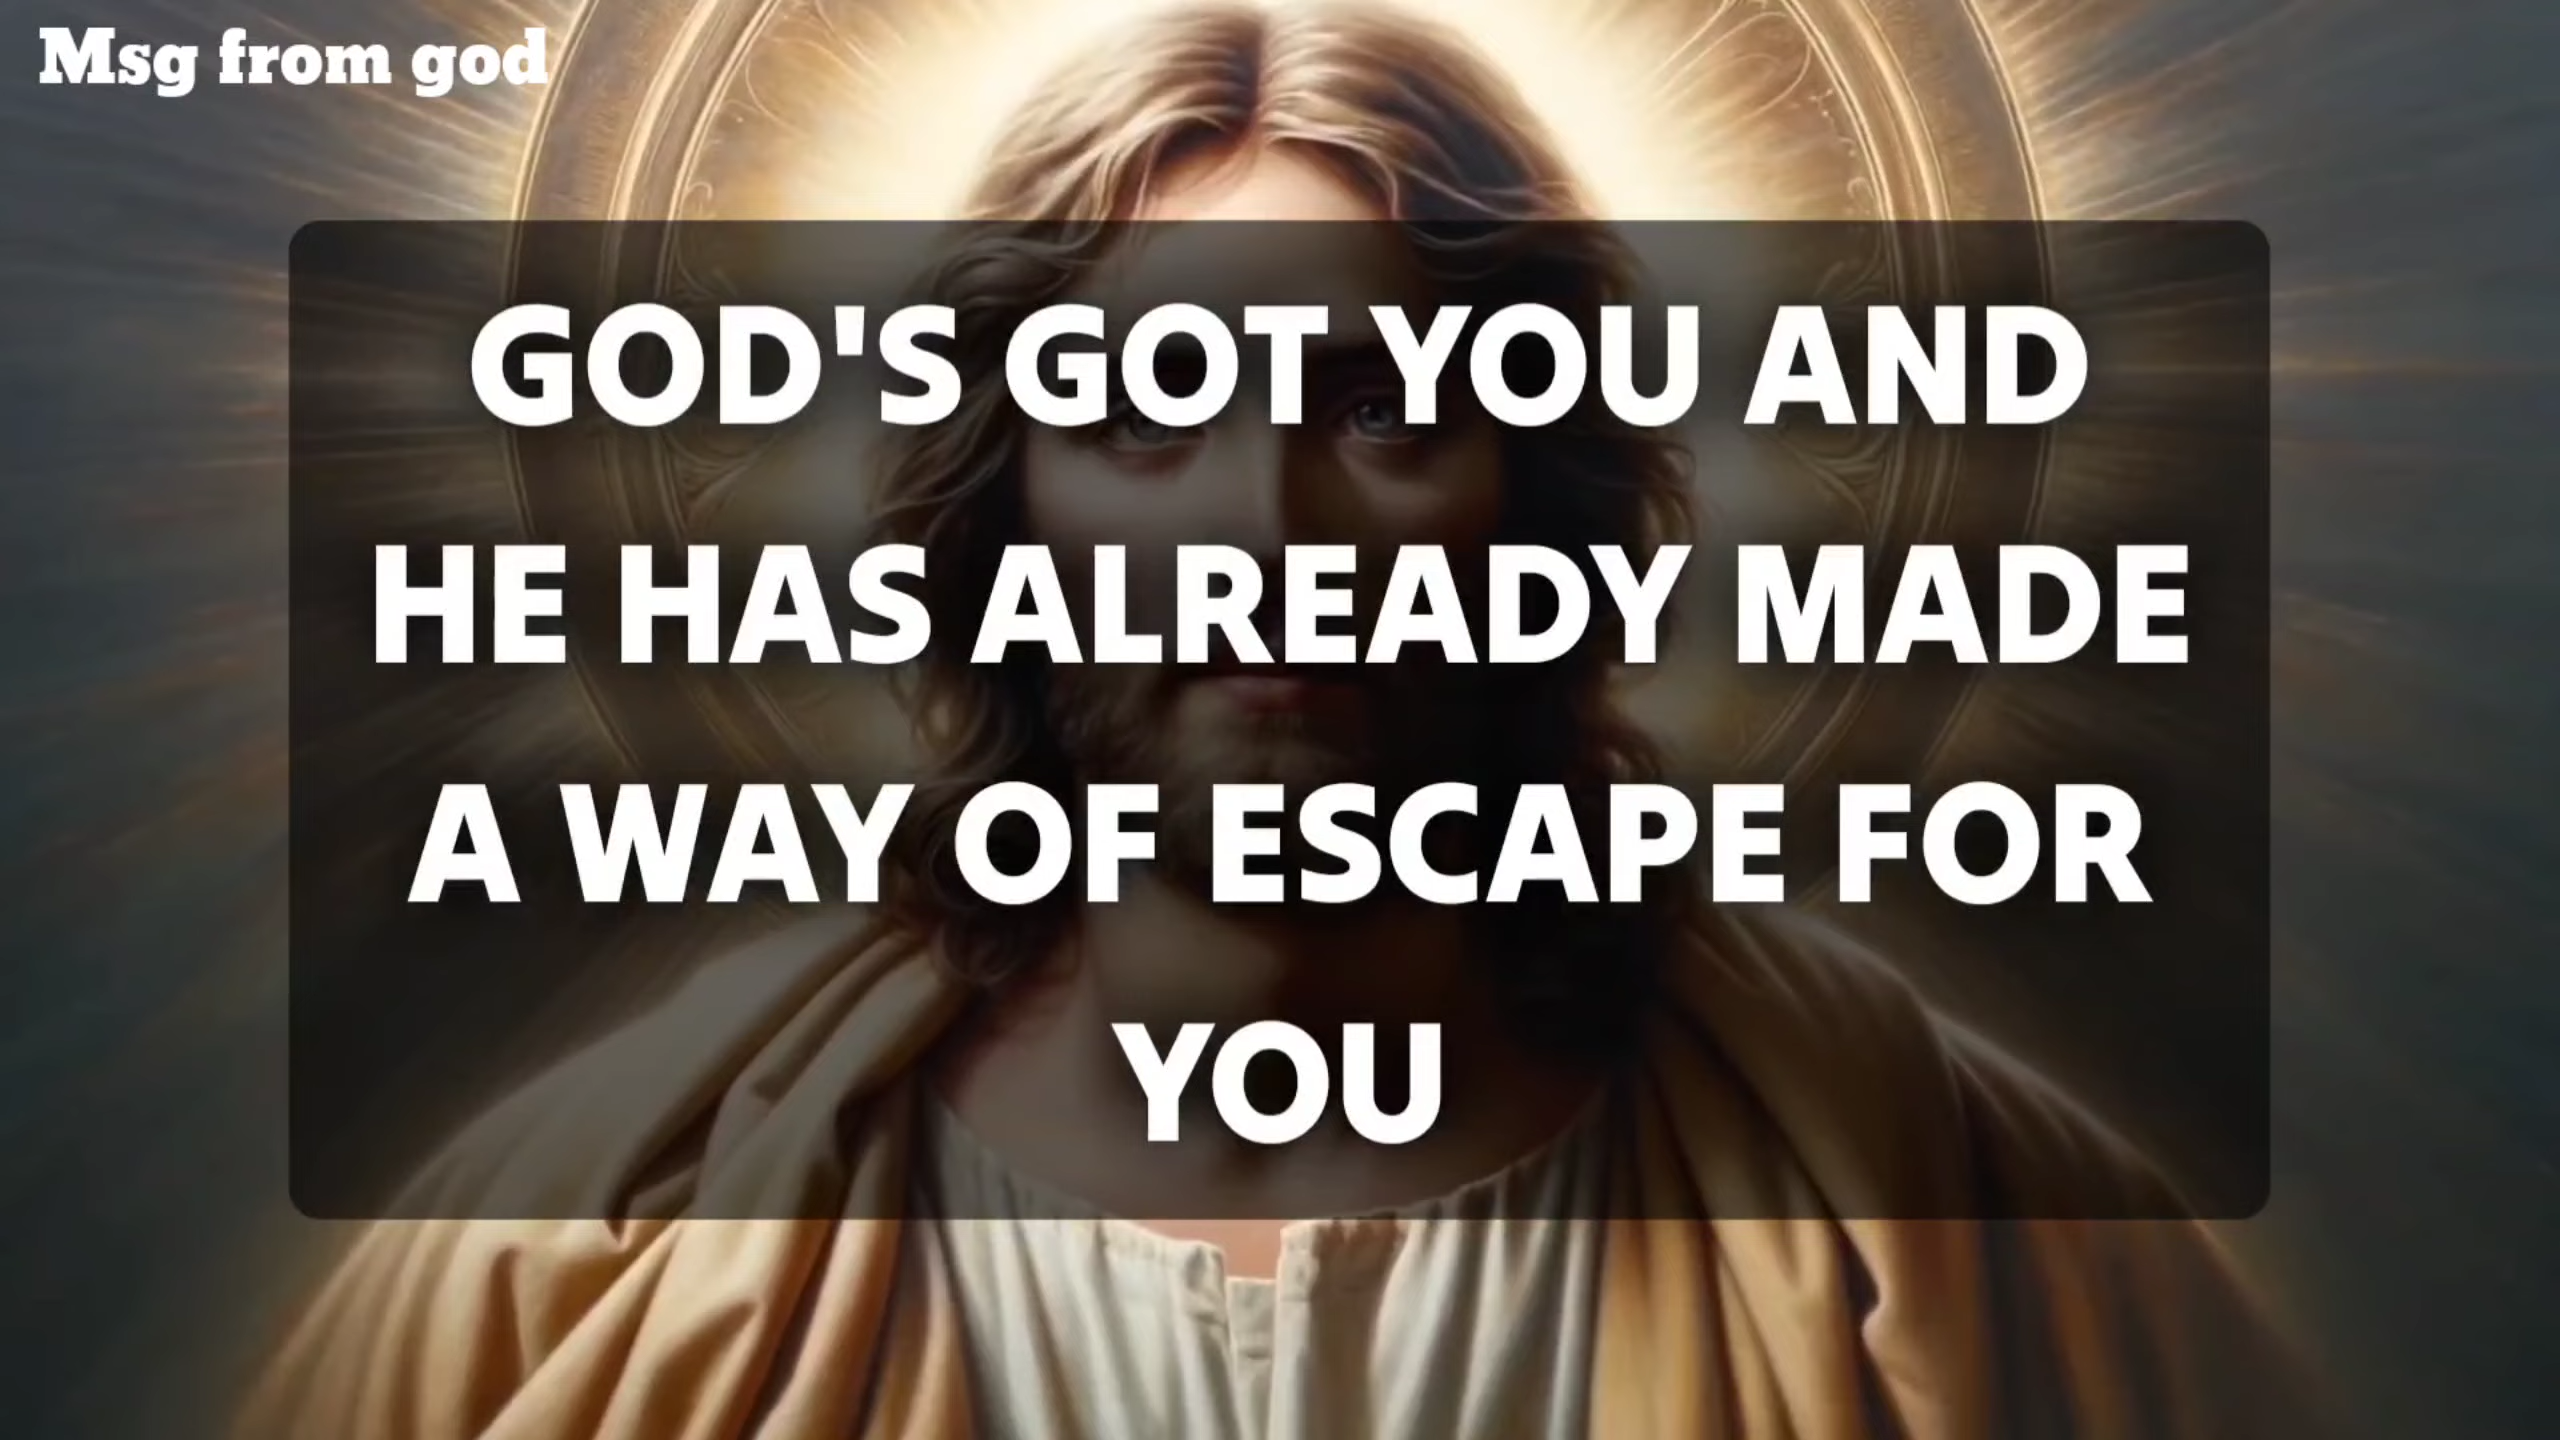 Msg from god
GOD'S GOT YOU AND
HE HAS ALREADY MADE
A WAY OF ESCAPE FOR
YOU